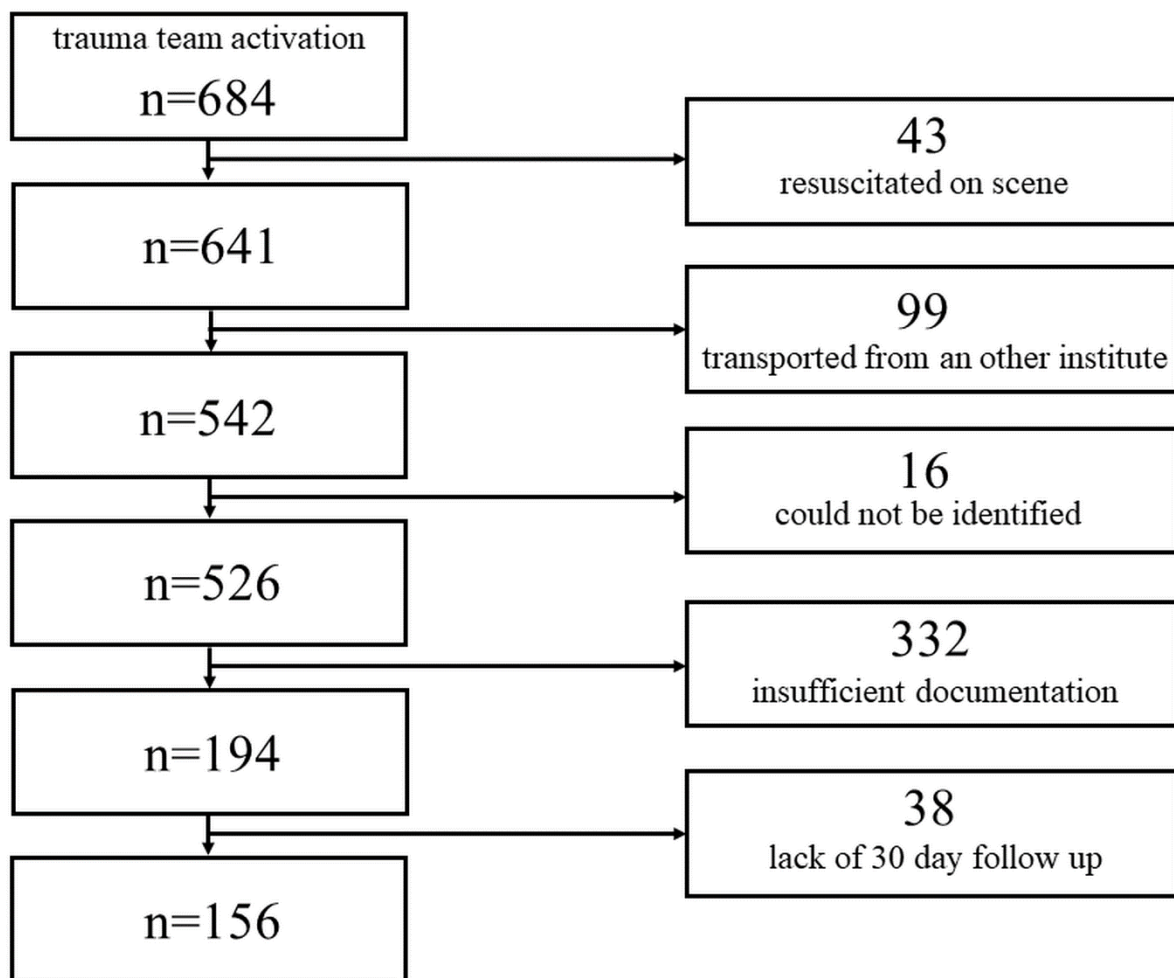 trauma team activation
n=684
43
resuscitated on scene
n=641
99
transported from an other institute
n=542
16
could not be identified
n=526
332
insufficient documentation
n=194
38
lack of 30 day follow up
n=156